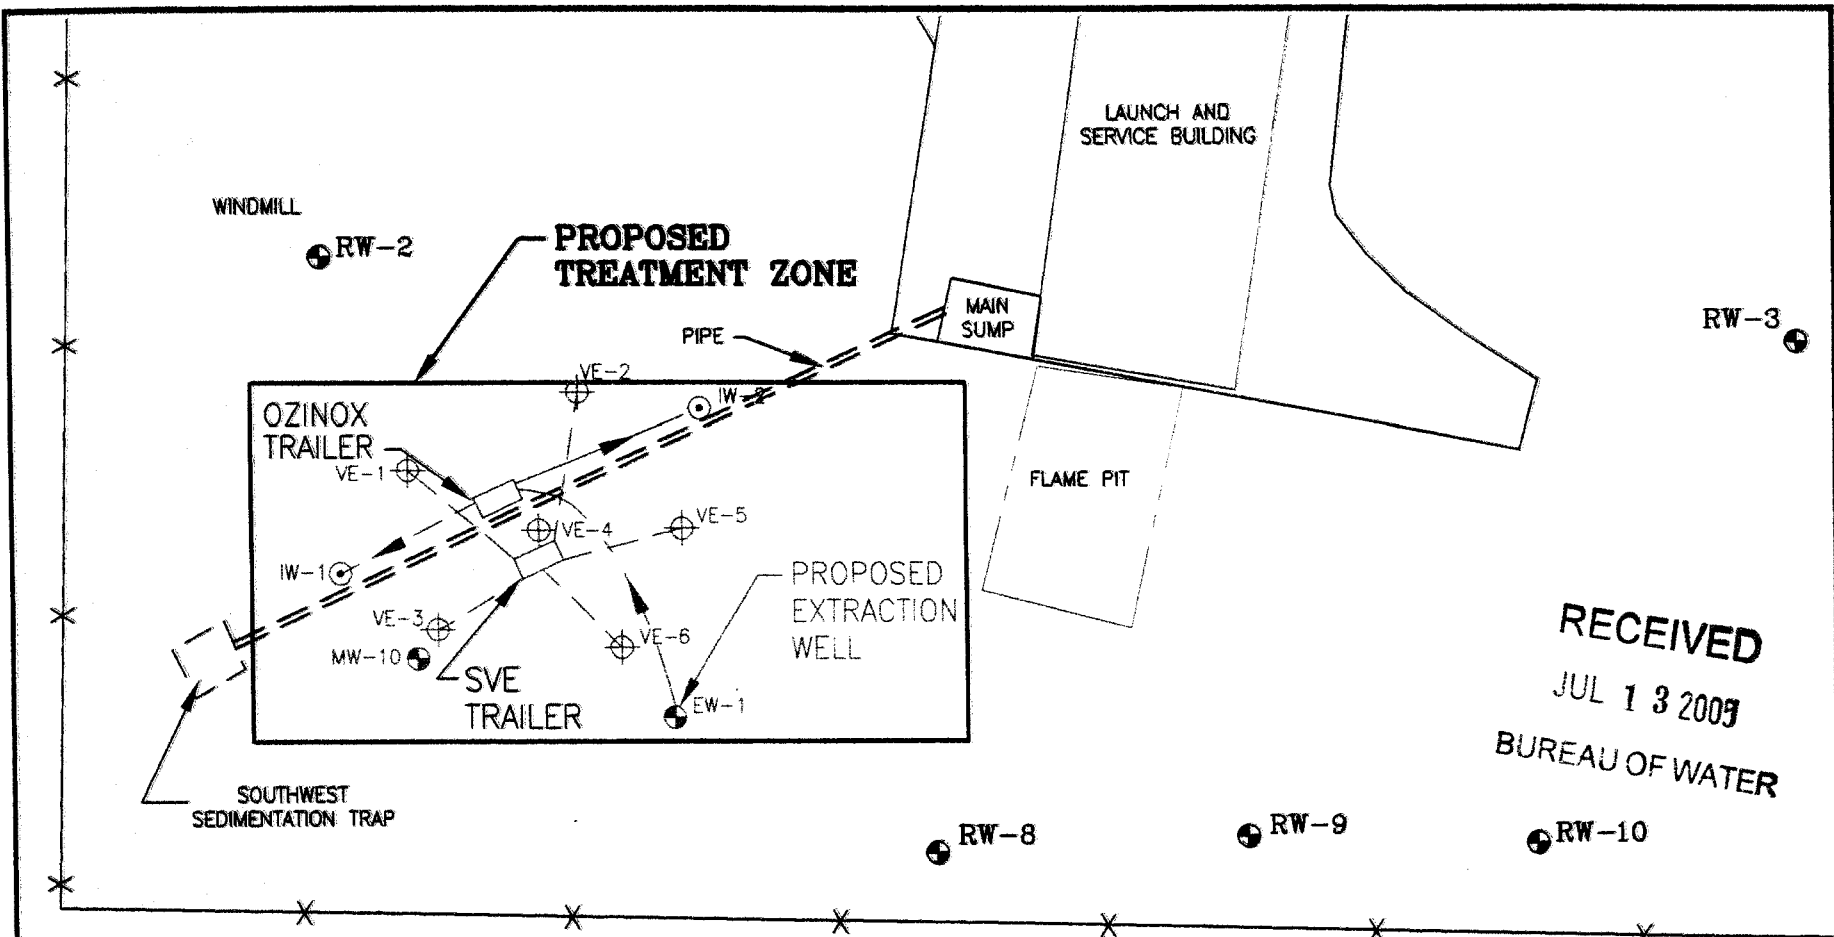 LAUNCH AND
SERVICE BUILDING
WINDMILL
RW-2
PROPOSED
TREATMENT ZONE
MAIN
SUMP
PIPE
RW-3
VE-2
IW-2
OZINOX
TRAILER
VE-1
FLAME PIT
VE-4
VE-5
IW-1
PROPOSED
EXTRACTION
WELL
VE-3
VE-6
MW-10
SVE
TRAILER
EW-1
RECEIVED
JUL 13 2009
BUREAU OF WATER
SOUTHWEST
SEDIMENTATION TRAP
RW-8
RW-9
RW-10